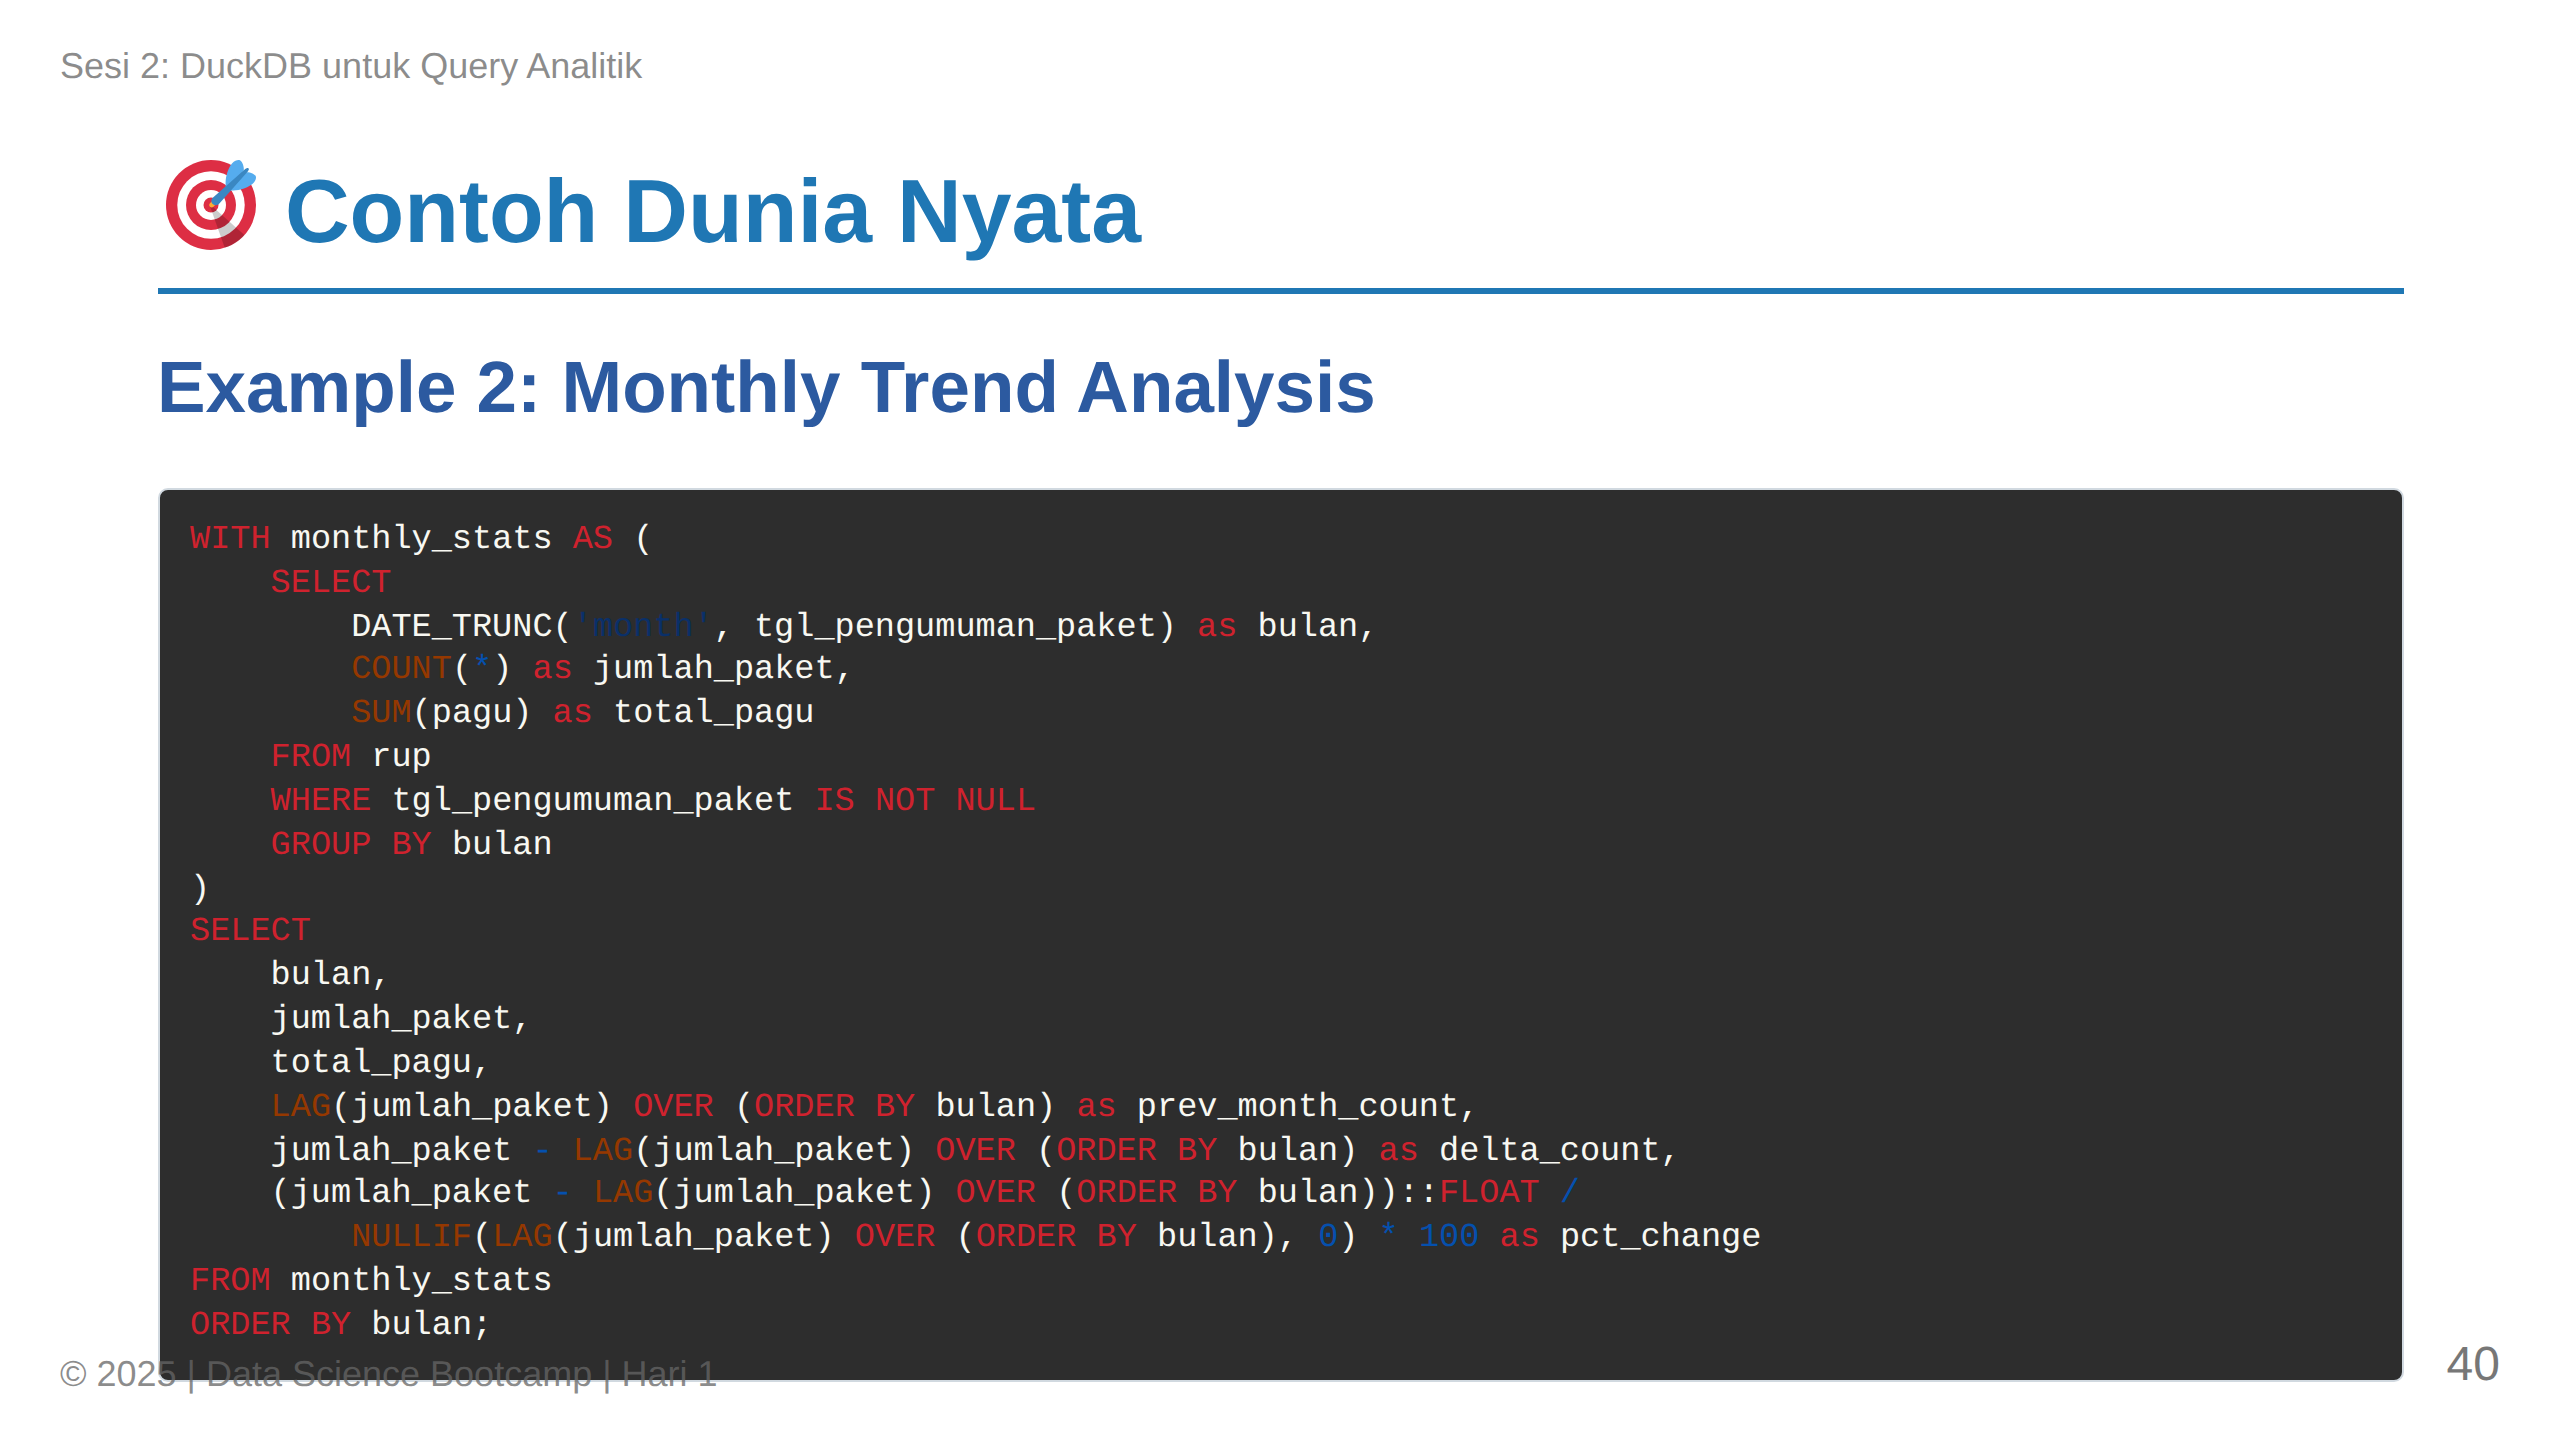 Sesi 2: DuckDB untuk Query Analitik
Contoh Dunia Nyata
Example 2: Monthly Trend Analysis
WITH monthly_stats AS (
    SELECT
        DATE_TRUNC('month', tgl_pengumuman_paket) as bulan,
        COUNT(*) as jumlah_paket,
        SUM(pagu) as total_pagu
    FROM rup
    WHERE tgl_pengumuman_paket IS NOT NULL
    GROUP BY bulan
)
SELECT
    bulan,
    jumlah_paket,
    total_pagu,
    LAG(jumlah_paket) OVER (ORDER BY bulan) as prev_month_count,
    jumlah_paket - LAG(jumlah_paket) OVER (ORDER BY bulan) as delta_count,
    (jumlah_paket - LAG(jumlah_paket) OVER (ORDER BY bulan))::FLOAT /
        NULLIF(LAG(jumlah_paket) OVER (ORDER BY bulan), 0) * 100 as pct_change
FROM monthly_stats
ORDER BY bulan;
© 2025 | Data Science Bootcamp | Hari 1
40